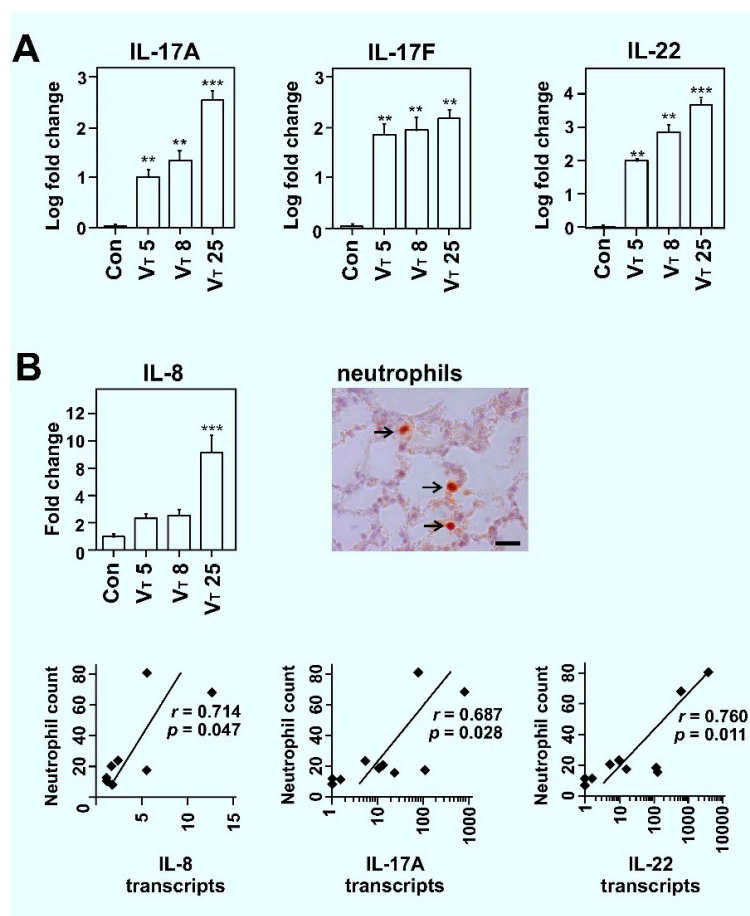 A
IL-17A
IL-17F
IL-22
Log fold change
3
2
1
0
**
**
***
Con
VT 5
VT 8
VT 25
Log fold change
3
2
1
0
**
**
**
Con
VT 5
VT 8
VT 25
Log fold change
4
3
2
1
0
**
**
***
Con
VT 5
VT 8
VT 25
B
IL-8
neutrophils
Fold change
12
10
8
4
2
0
***
Con
VT 5
VT 8
VT 25
Neutrophil count
80
60
40
20
0
r = 0.714
p = 0.047
5
10
15
IL-8
transcripts
Neutrophil count
80
60
40
20
0
r = 0.687
p = 0.028
1
10
100
1000
IL-17A
transcripts
Neutrophil count
80
60
40
20
0
r = 0.760
p = 0.011
1
10
100
1000
10000
IL-22
transcripts